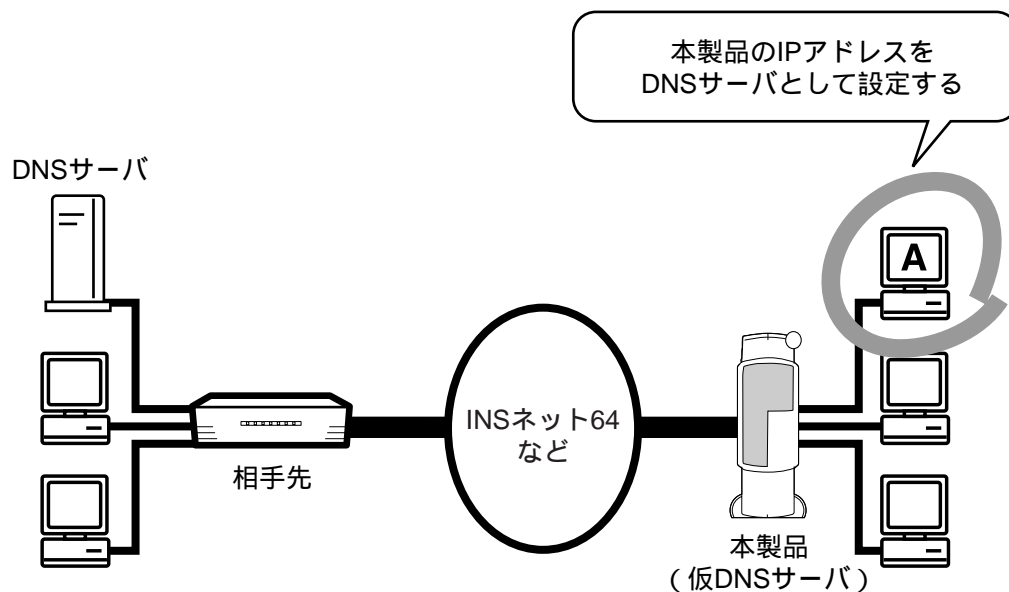 本製品のIPアドレスを
DNSサーバとして設定する
DNSサーバ
A
INSネット64
など
相手先
本製品
(仮DNSサーバ)